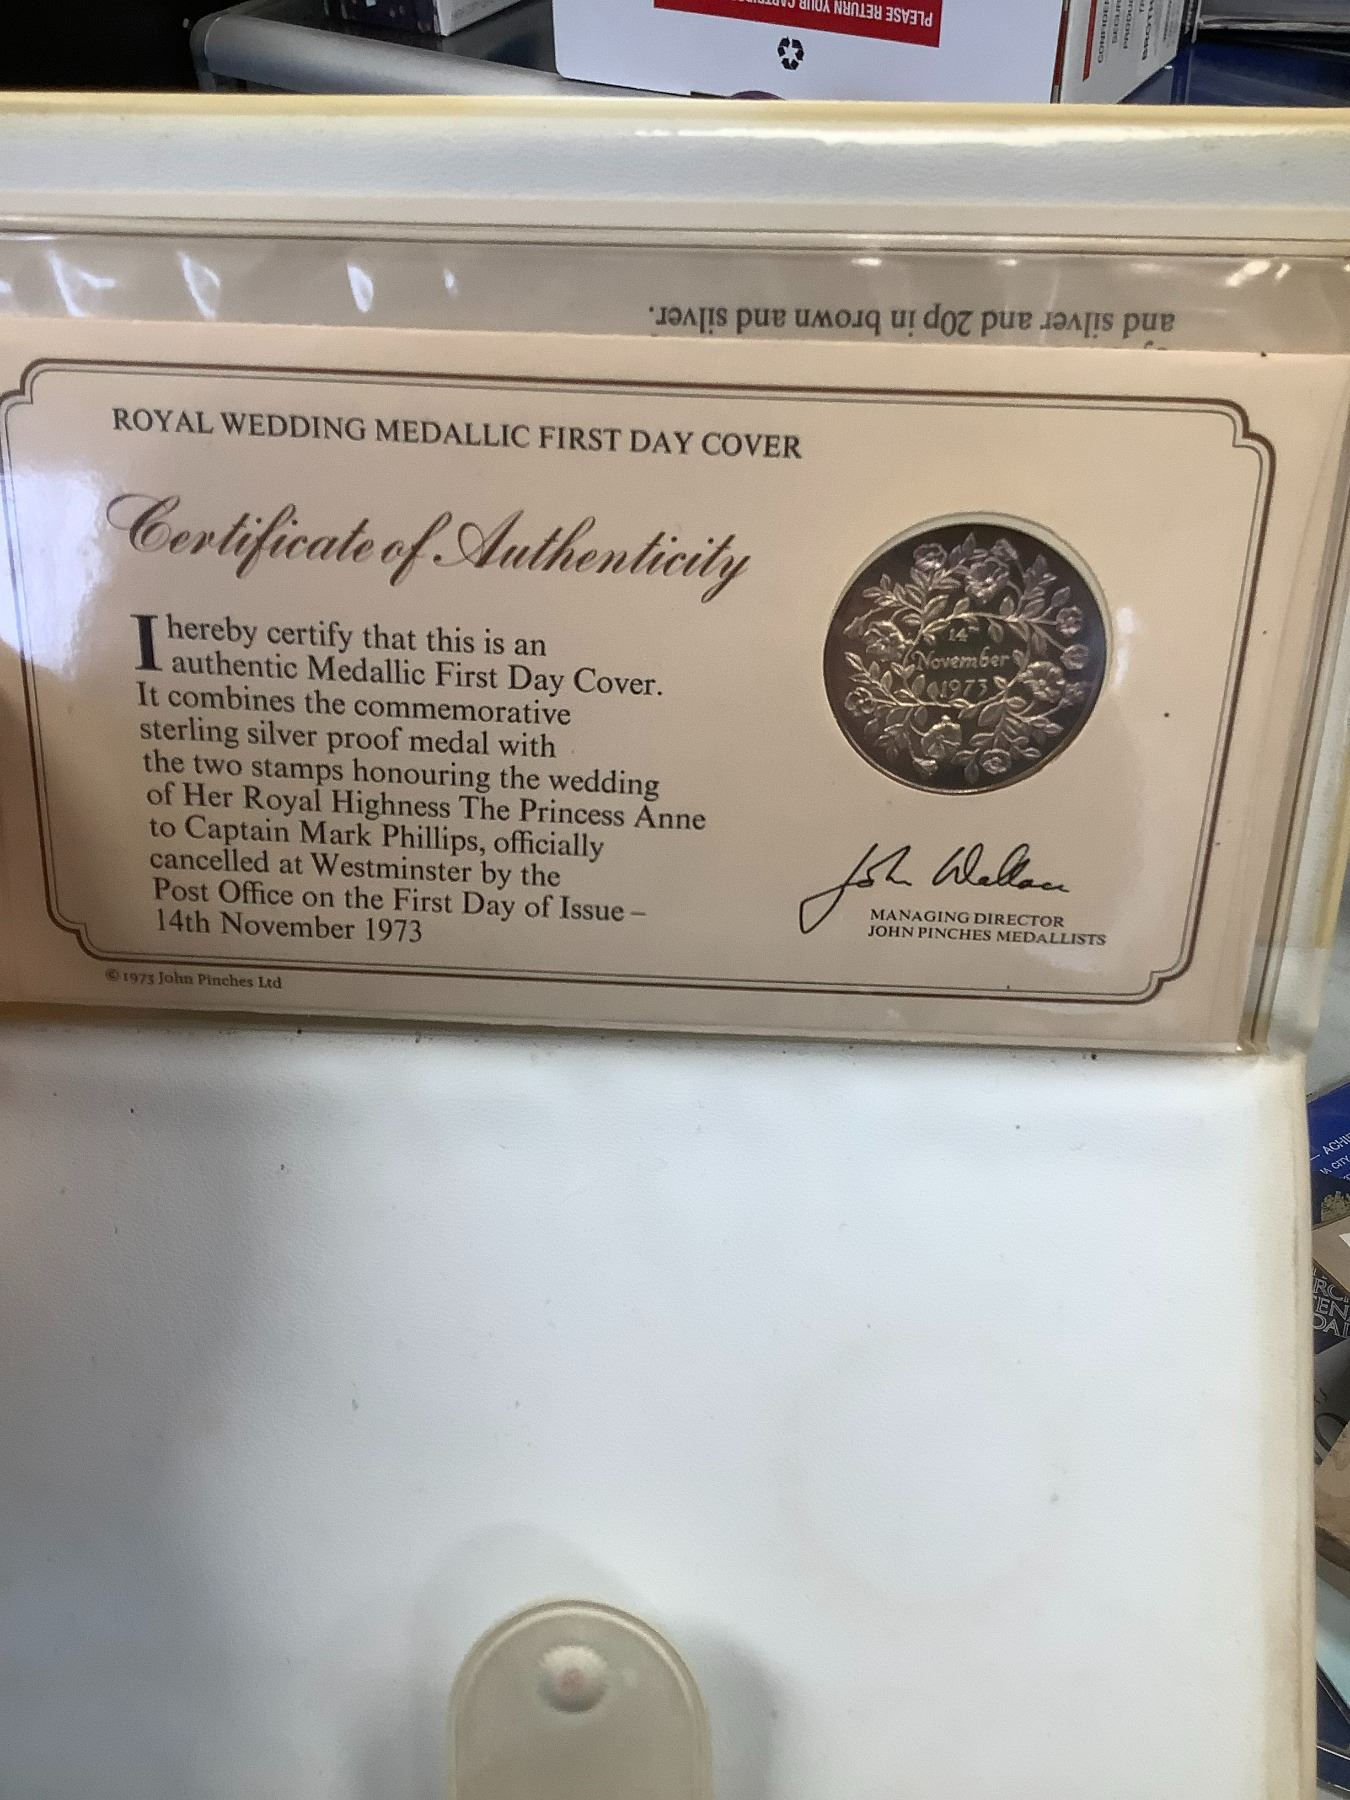 PLEASE RETURN YOUR
and silver and 20p in brown and silver.
ROYAL WEDDING MEDALLIC FIRST DAY COVER
Certificate of Authenticity
I hereby certify that this is an
authentic Medallic First Day Cover.
It combines the commemorative
sterling silver proof medal with
the two stamps honouring the wedding
of Her Royal Highness The Princess Anne
to Captain Mark Phillips, officially
cancelled at Westminster by the
Post Office on the First Day of Issue –
14th November 1973
14th
November
1973
John Wallace
MANAGING DIRECTOR
JOHN PINCHES MEDALLISTS
© 1973 John Pinches Ltd